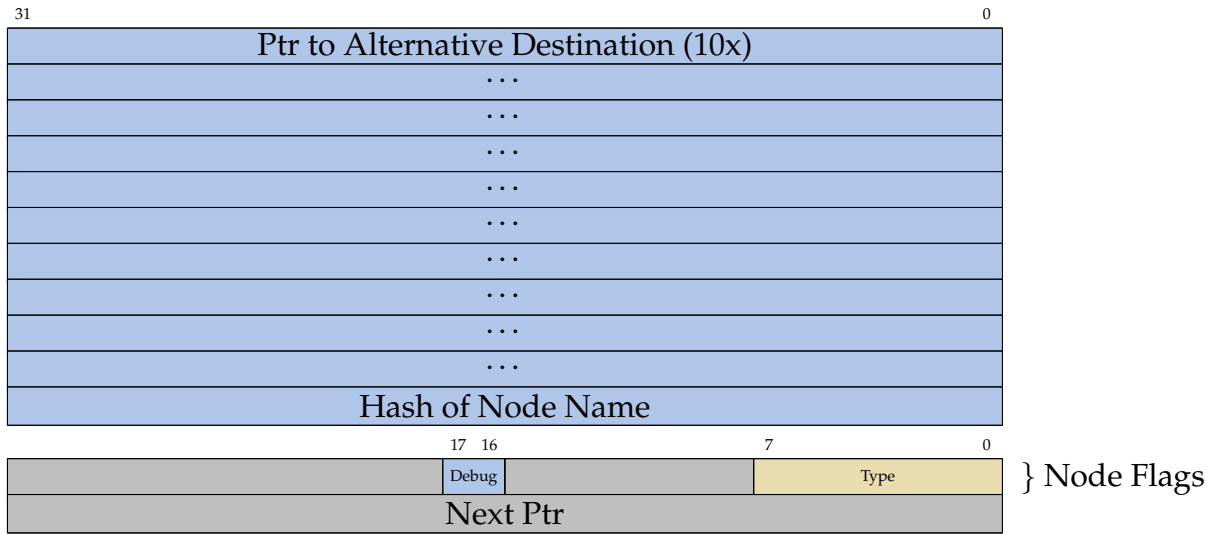 31 0
Ptr to Alternative Destination (10x)
...
...
...
...
...
...
...
...
...
Hash of Node Name
17 16 7 0
Debug Type } Node Flags
Next Ptr